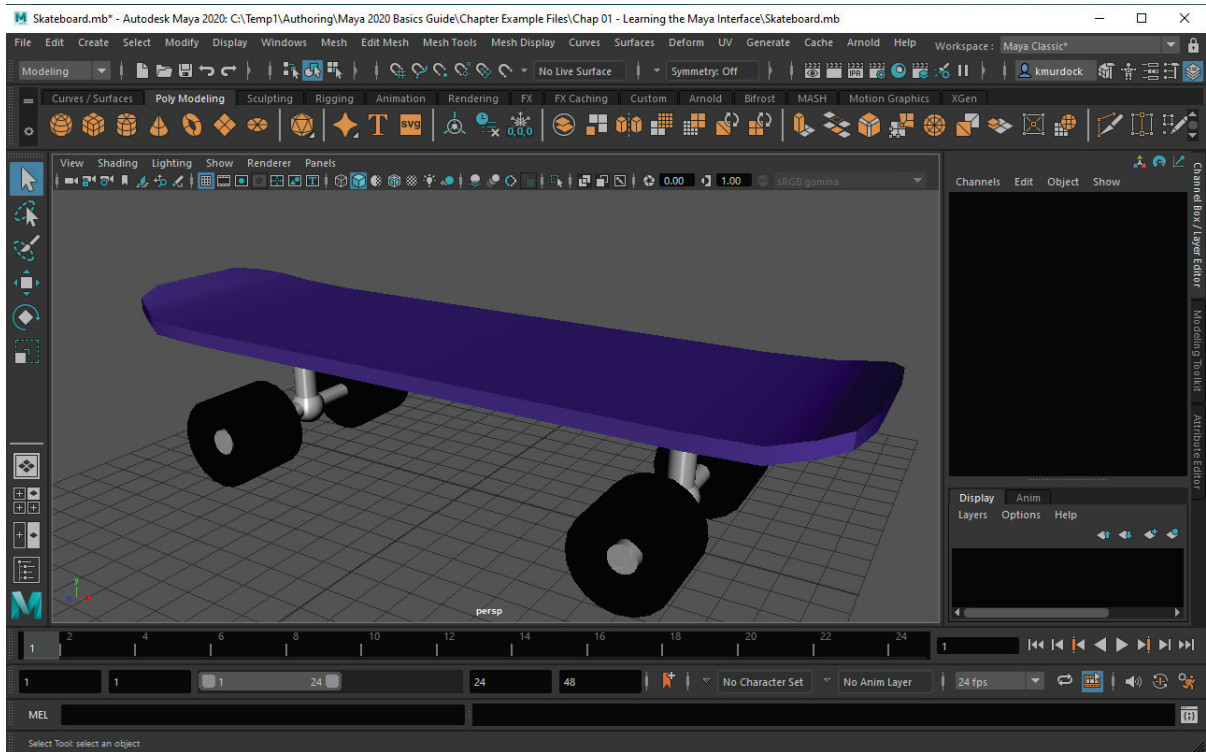 Skateboard.mb* - Autodesk Maya 2020: C:\Temp1\Authoring\Maya 2020 Basics Guide\Chapter Example Files\Chap 01 - Learning the Maya Interface\Skateboard.mb
File Edit Create Select Modify Display Windows Mesh Edit Mesh Mesh Tools Mesh Display Curves Surfaces Deform UV Generate Cache Arnold Help Workspace: Maya Classic*
Modeling No Live Surface Symmetry: Off IPR kmurdock
Curves / Surfaces Poly Modeling Sculpting Rigging Animation Rendering FX FX Caching Custom Arnold Bifrost MASH Motion Graphics XGen
T SVG 0,0,0
View Shading Lighting Show Renderer Panels
0.00 1.00 sRGB gamma
Channels Edit Object Show
Channel Box / Layer Editor
Modeling Toolkit
Attribute Editor
Display Anim
Layers Options Help
y
persp
M
1 2 4 6 8 10 12 14 16 18 20 22 24 1
1 1 1 24 24 48 No Character Set No Anim Layer 24 fps
MEL
Select Tool: select an object